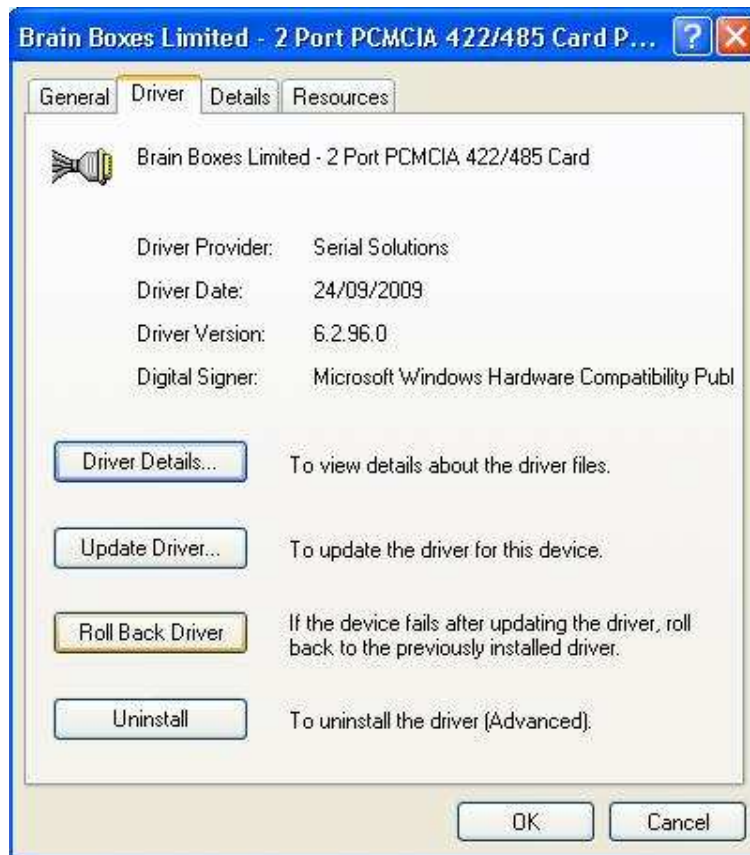 Brain Boxes Limited - 2 Port PCMCIA 422/485 Card P...
General Driver Details Resources
Brain Boxes Limited - 2 Port PCMCIA 422/485 Card
Driver Provider: Serial Solutions
Driver Date: 24/09/2009
Driver Version: 6.2.96.0
Digital Signer: Microsoft Windows Hardware Compatibility Publ
Driver Details... To view details about the driver files.
Update Driver... To update the driver for this device.
Roll Back Driver If the device fails after updating the driver, roll
back to the previously installed driver.
Uninstall To uninstall the driver (Advanced).
OK Cancel